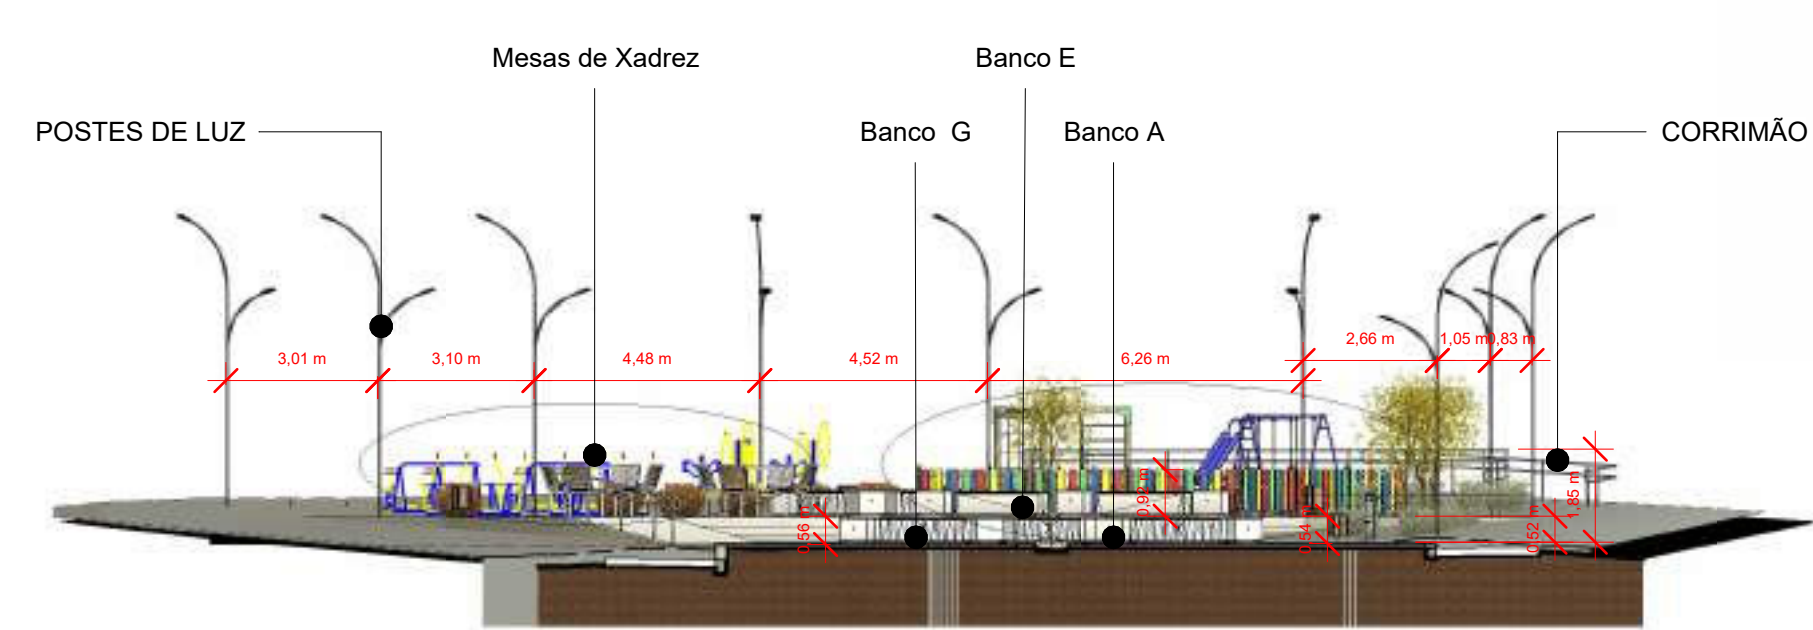 Mesas de Xadrez
Banco E
POSTES DE LUZ
Banco G
Banco A
CORRIMÃO
3,01 m
3,10 m
4,48 m
4,52 m
6,26 m
2,66 m
1,05 m
0,83 m
0,56 m
0,92 m
0,54 m
0,52 m
1,85 m